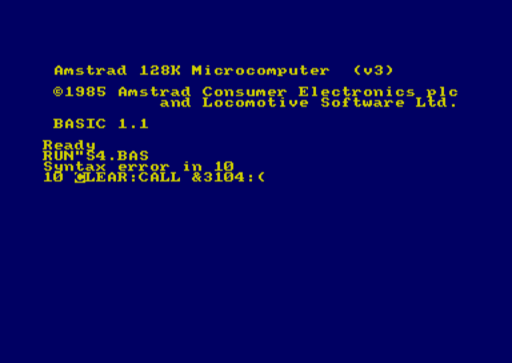 Amstrad 128K Microcomputer (v3)
©1985 Amstrad Consumer Electronics plc
and Locomotive Software Ltd.
BASIC 1.1
Ready
RUN"S4.BAS
Syntax error in 10
10 CLEAR:CALL &3104:(